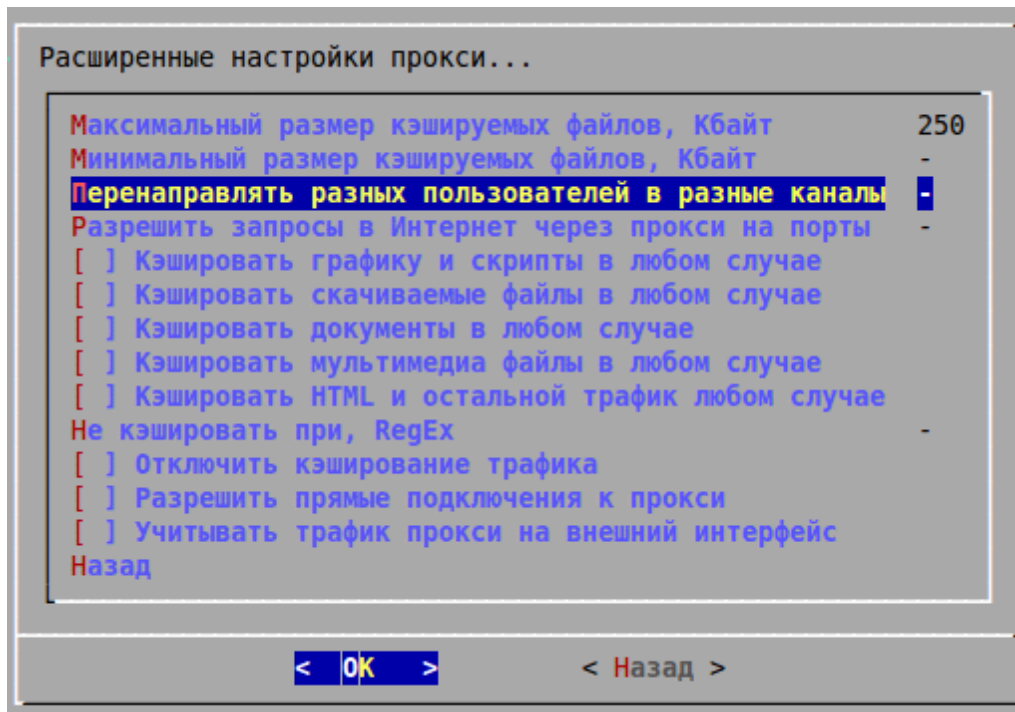 Расширенные настройки прокси...
Максимальный размер кэшируемых файлов, Кбайт 250
Минимальный размер кэшируемых файлов, Кбайт -
Перенаправлять разных пользователей в разные каналы -
Разрешить запросы в Интернет через прокси на порты -
[ ] Кэшировать графику и скрипты в любом случае
[ ] Кэшировать скачиваемые файлы в любом случае
[ ] Кэшировать документы в любом случае
[ ] Кэшировать мультимедиа файлы в любом случае
[ ] Кэшировать HTML и остальной трафик любом случае
Не кэшировать при, RegEx -
[ ] Отключить кэширование трафика
[ ] Разрешить прямые подключения к прокси
[ ] Учитывать трафик прокси на внешний интерфейс
Назад
< OK > < Назад >